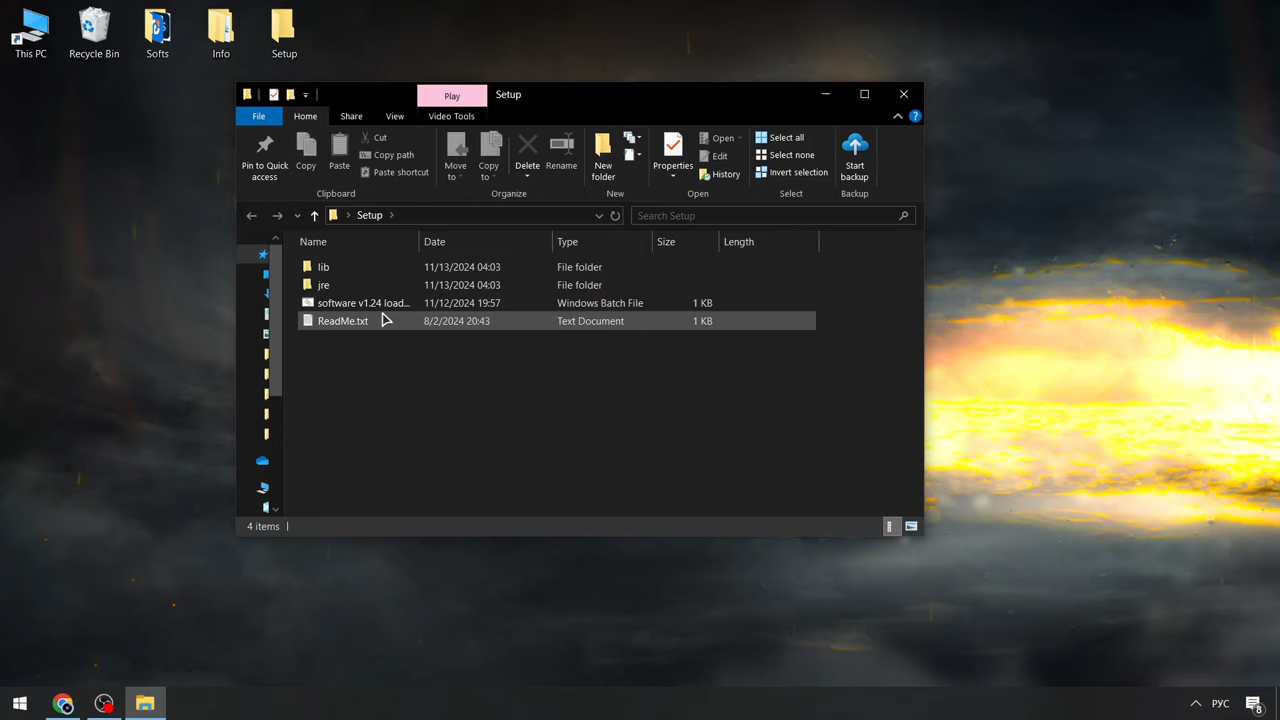 This PC
Recycle Bin
Softs
Info
Setup
Play
Setup
File
Home
Share
View
Video Tools
Pin to Quick
access
Copy
Paste
Cut
Copy path
Paste shortcut
Move
to
Copy
to
Delete
Rename
New
folder
Properties
Open
Edit
History
Select all
Select none
Invert selection
Start
backup
Clipboard
Organize
New
Open
Select
Backup
Setup
Search Setup
Name Date Type Size Length
lib 11/13/2024 04:03 File folder
jre 11/13/2024 04:03 File folder
software v1.24 load... 11/12/2024 19:57 Windows Batch File 1 KB
ReadMe.txt 8/2/2024 20:43 Text Document 1 KB
4 items
РУС
8